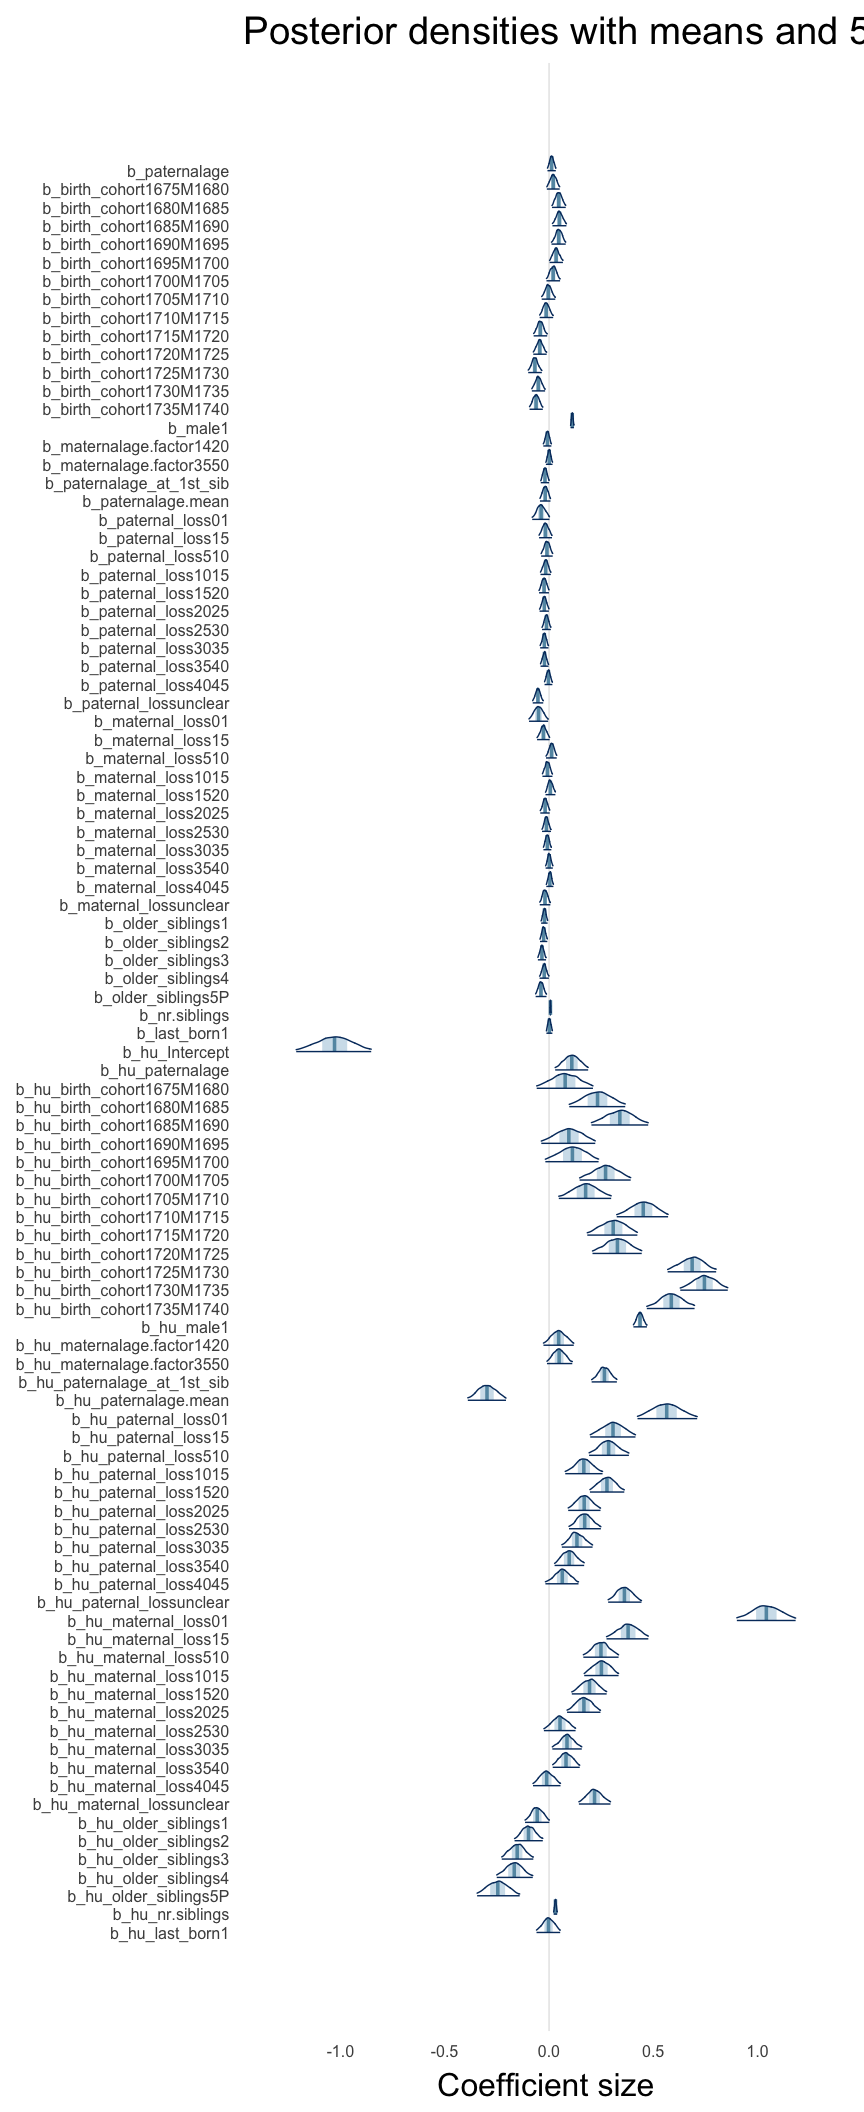 Posterior densities with means and 5
b_paternalage
b_birth_cohort1675M1680
b_birth_cohort1680M1685
b_birth_cohort1685M1690
b_birth_cohort1690M1695
b_birth_cohort1695M1700
b_birth_cohort1700M1705
b_birth_cohort1705M1710
b_birth_cohort1710M1715
b_birth_cohort1715M1720
b_birth_cohort1720M1725
b_birth_cohort1725M1730
b_birth_cohort1730M1735
b_birth_cohort1735M1740
b_male1
b_maternalage.factor1420
b_maternalage.factor3550
b_paternalage_at_1st_sib
b_paternalage.mean
b_paternal_loss01
b_paternal_loss15
b_paternal_loss510
b_paternal_loss1015
b_paternal_loss1520
b_paternal_loss2025
b_paternal_loss2530
b_paternal_loss3035
b_paternal_loss3540
b_paternal_loss4045
b_paternal_lossunclear
b_maternal_loss01
b_maternal_loss15
b_maternal_loss510
b_maternal_loss1015
b_maternal_loss1520
b_maternal_loss2025
b_maternal_loss2530
b_maternal_loss3035
b_maternal_loss3540
b_maternal_loss4045
b_maternal_lossunclear
b_older_siblings1
b_older_siblings2
b_older_siblings3
b_older_siblings4
b_older_siblings5P
b_nr.siblings
b_last_born1
b_hu_Intercept
b_hu_paternalage
b_hu_birth_cohort1675M1680
b_hu_birth_cohort1680M1685
b_hu_birth_cohort1685M1690
b_hu_birth_cohort1690M1695
b_hu_birth_cohort1695M1700
b_hu_birth_cohort1700M1705
b_hu_birth_cohort1705M1710
b_hu_birth_cohort1710M1715
b_hu_birth_cohort1715M1720
b_hu_birth_cohort1720M1725
b_hu_birth_cohort1725M1730
b_hu_birth_cohort1730M1735
b_hu_birth_cohort1735M1740
b_hu_male1
b_hu_maternalage.factor1420
b_hu_maternalage.factor3550
b_hu_paternalage_at_1st_sib
b_hu_paternalage.mean
b_hu_paternal_loss01
b_hu_paternal_loss15
b_hu_paternal_loss510
b_hu_paternal_loss1015
b_hu_paternal_loss1520
b_hu_paternal_loss2025
b_hu_paternal_loss2530
b_hu_paternal_loss3035
b_hu_paternal_loss3540
b_hu_paternal_loss4045
b_hu_paternal_lossunclear
b_hu_maternal_loss01
b_hu_maternal_loss15
b_hu_maternal_loss510
b_hu_maternal_loss1015
b_hu_maternal_loss1520
b_hu_maternal_loss2025
b_hu_maternal_loss2530
b_hu_maternal_loss3035
b_hu_maternal_loss3540
b_hu_maternal_loss4045
b_hu_maternal_lossunclear
b_hu_older_siblings1
b_hu_older_siblings2
b_hu_older_siblings3
b_hu_older_siblings4
b_hu_older_siblings5P
b_hu_nr.siblings
b_hu_last_born1
-1.0 -0.5 0.0 0.5 1.0
Coefficient size